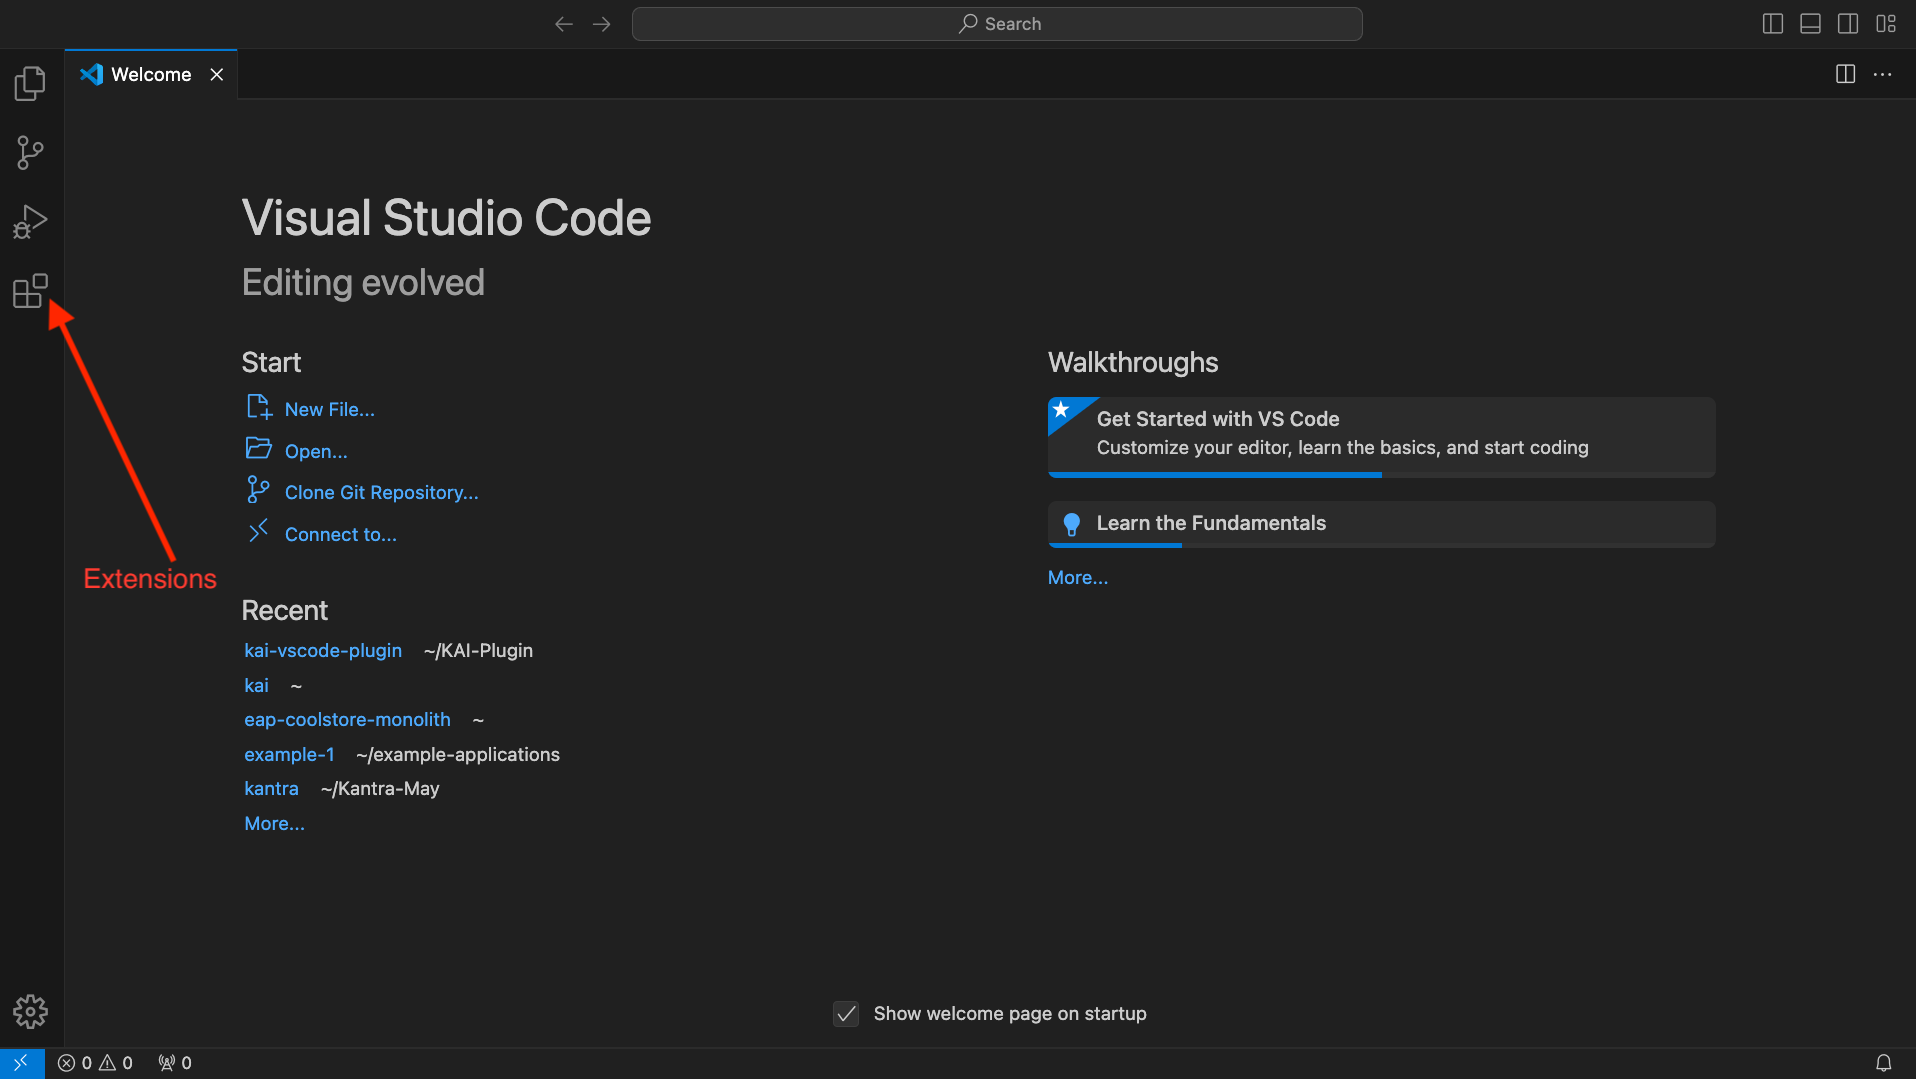 Search
Welcome
Visual Studio Code
Editing evolved
Start
New File...
Open...
Clone Git Repository...
Connect to...
Extensions
Recent
kai-vscode-plugin ~/KAI-Plugin
kai ~
eap-coolstore-monolith ~
example-1 ~/example-applications
kantra ~/Kantra-May
More...
Walkthroughs
Get Started with VS Code
Customize your editor, learn the basics, and start coding
Learn the Fundamentals
More...
Show welcome page on startup
0 0 0